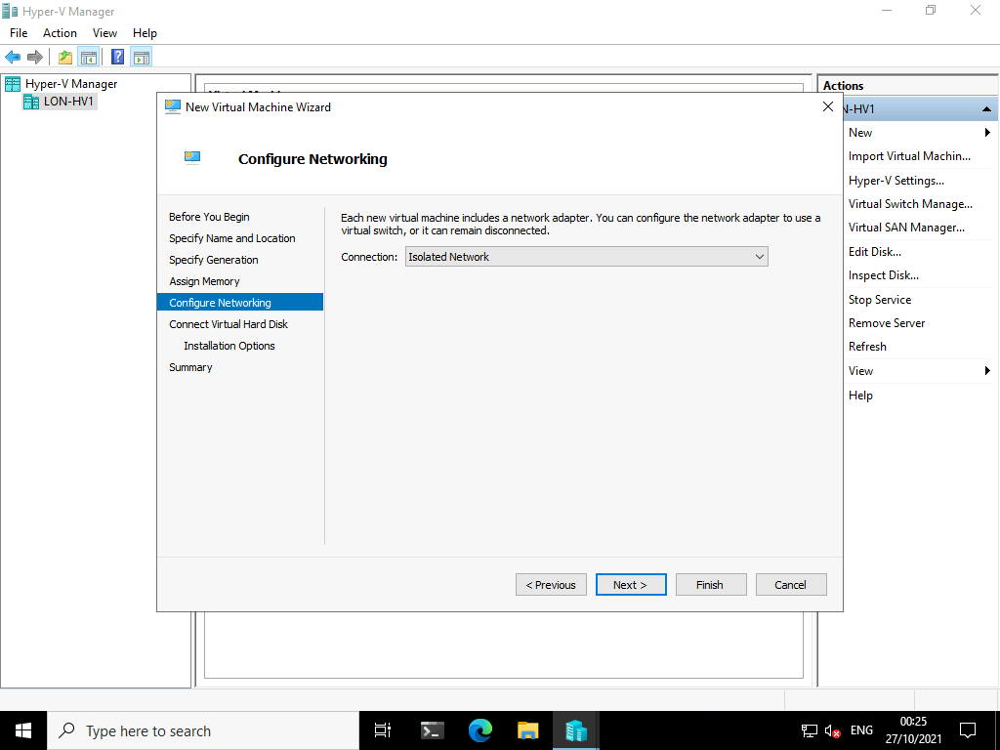 Hyper-V Manager
File Action View Help
Hyper-V Manager
LON-HV1
New Virtual Machine Wizard
Configure Networking
Before You Begin
Specify Name and Location
Specify Generation
Assign Memory
Configure Networking
Connect Virtual Hard Disk
Installation Options
Summary
Each new virtual machine includes a network adapter. You can configure the network adapter to use a
virtual switch, or it can remain disconnected.
Connection: Isolated Network
< Previous Next > Finish Cancel
Actions
N-HV1
New
Import Virtual Machin...
Hyper-V Settings...
Virtual Switch Manage...
Virtual SAN Manager...
Edit Disk...
Inspect Disk...
Stop Service
Remove Server
Refresh
View
Help
Type here to search
ENG
00:25
27/10/2021